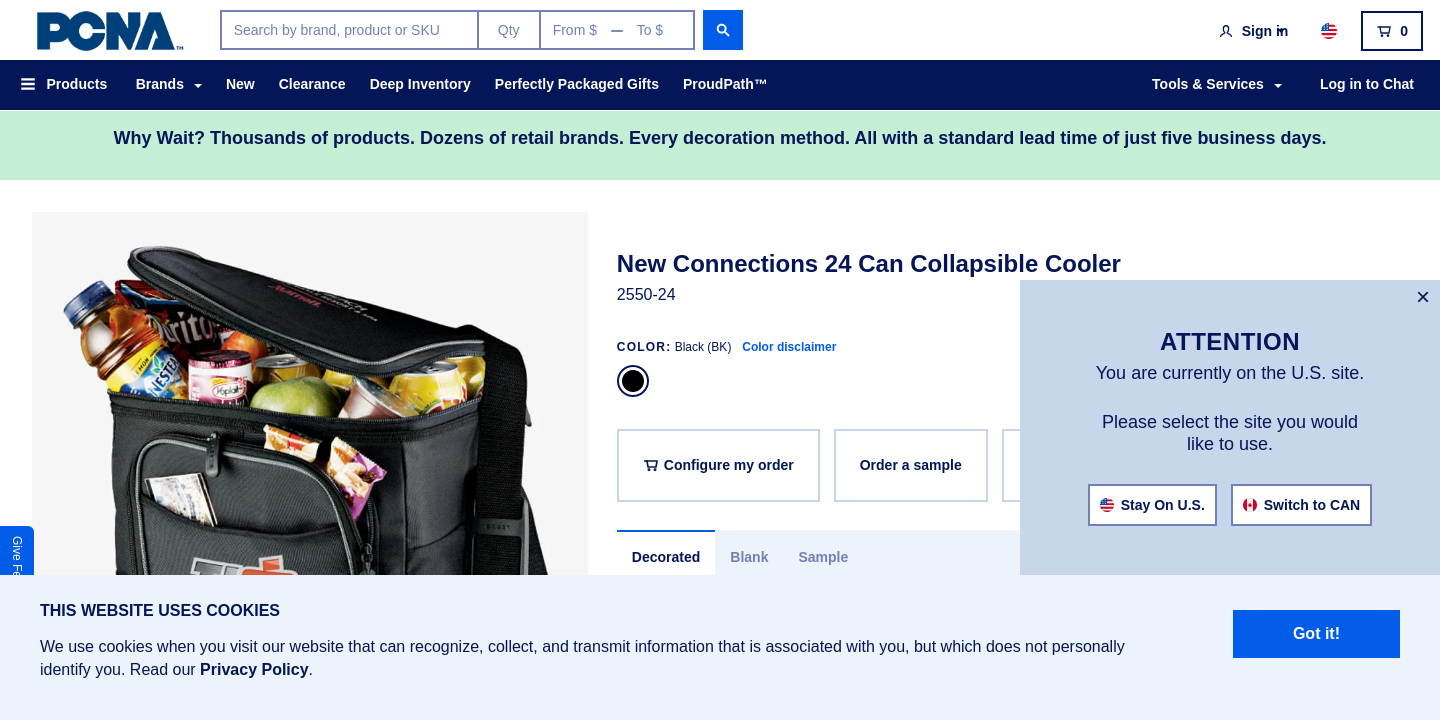 PCNA™
Search by brand, product or SKU
Qty
From $ — To $
Sign in
0
Products
Brands
New
Clearance
Deep Inventory
Perfectly Packaged Gifts
ProudPath™
Tools & Services
Log in to Chat
Why Wait? Thousands of products. Dozens of retail brands. Every decoration method. All with a standard lead time of just five business days.
New Connections 24 Can Collapsible Cooler
2550-24
COLOR: Black (BK) Color disclaimer
Configure my order
Order a sample
Decorated
Blank
Sample
Doritos
Yoplait
×
ATTENTION
You are currently on the U.S. site.
Please select the site you would
like to use.
Stay On U.S.
Switch to CAN
Give Fe
THIS WEBSITE USES COOKIES
We use cookies when you visit our website that can recognize, collect, and transmit information that is associated with you, but which does not personally
identify you. Read our Privacy Policy.
Got it!